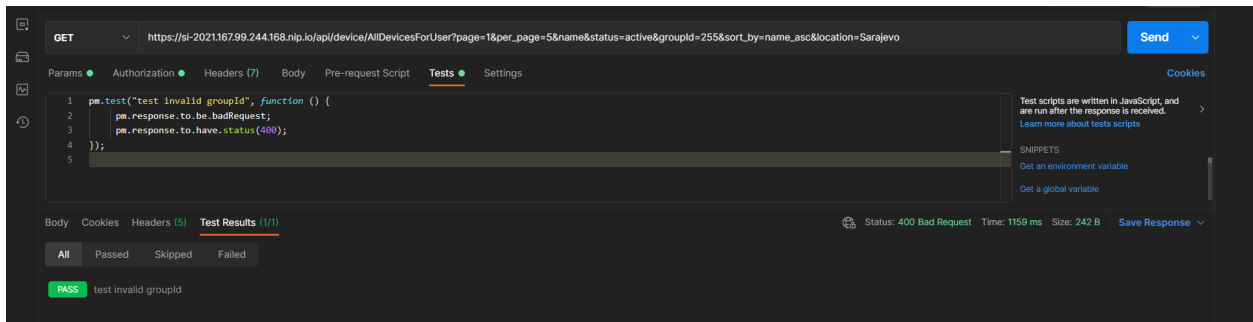 GET https://si-2021.167.99.244.168.nip.io/api/device/AllDevicesForUser?page=1&per_page=5&name&status=active&groupId=255&sort_by=name_asc&location=Sarajevo Send
Params Authorization Headers (7) Body Pre-request Script Tests Settings Cookies
1 pm.test("test invalid groupId", function () {
2 pm.response.to.be.badRequest;
3 pm.response.to.have.status(400);
4 });
5
Test scripts are written in JavaScript, and
are run after the response is received.
Learn more about tests scripts
SNIPPETS
Get an environment variable
Get a global variable
Body Cookies Headers (5) Test Results (1/1) Status: 400 Bad Request Time: 1159 ms Size: 242 B Save Response
All Passed Skipped Failed
PASS test invalid groupId